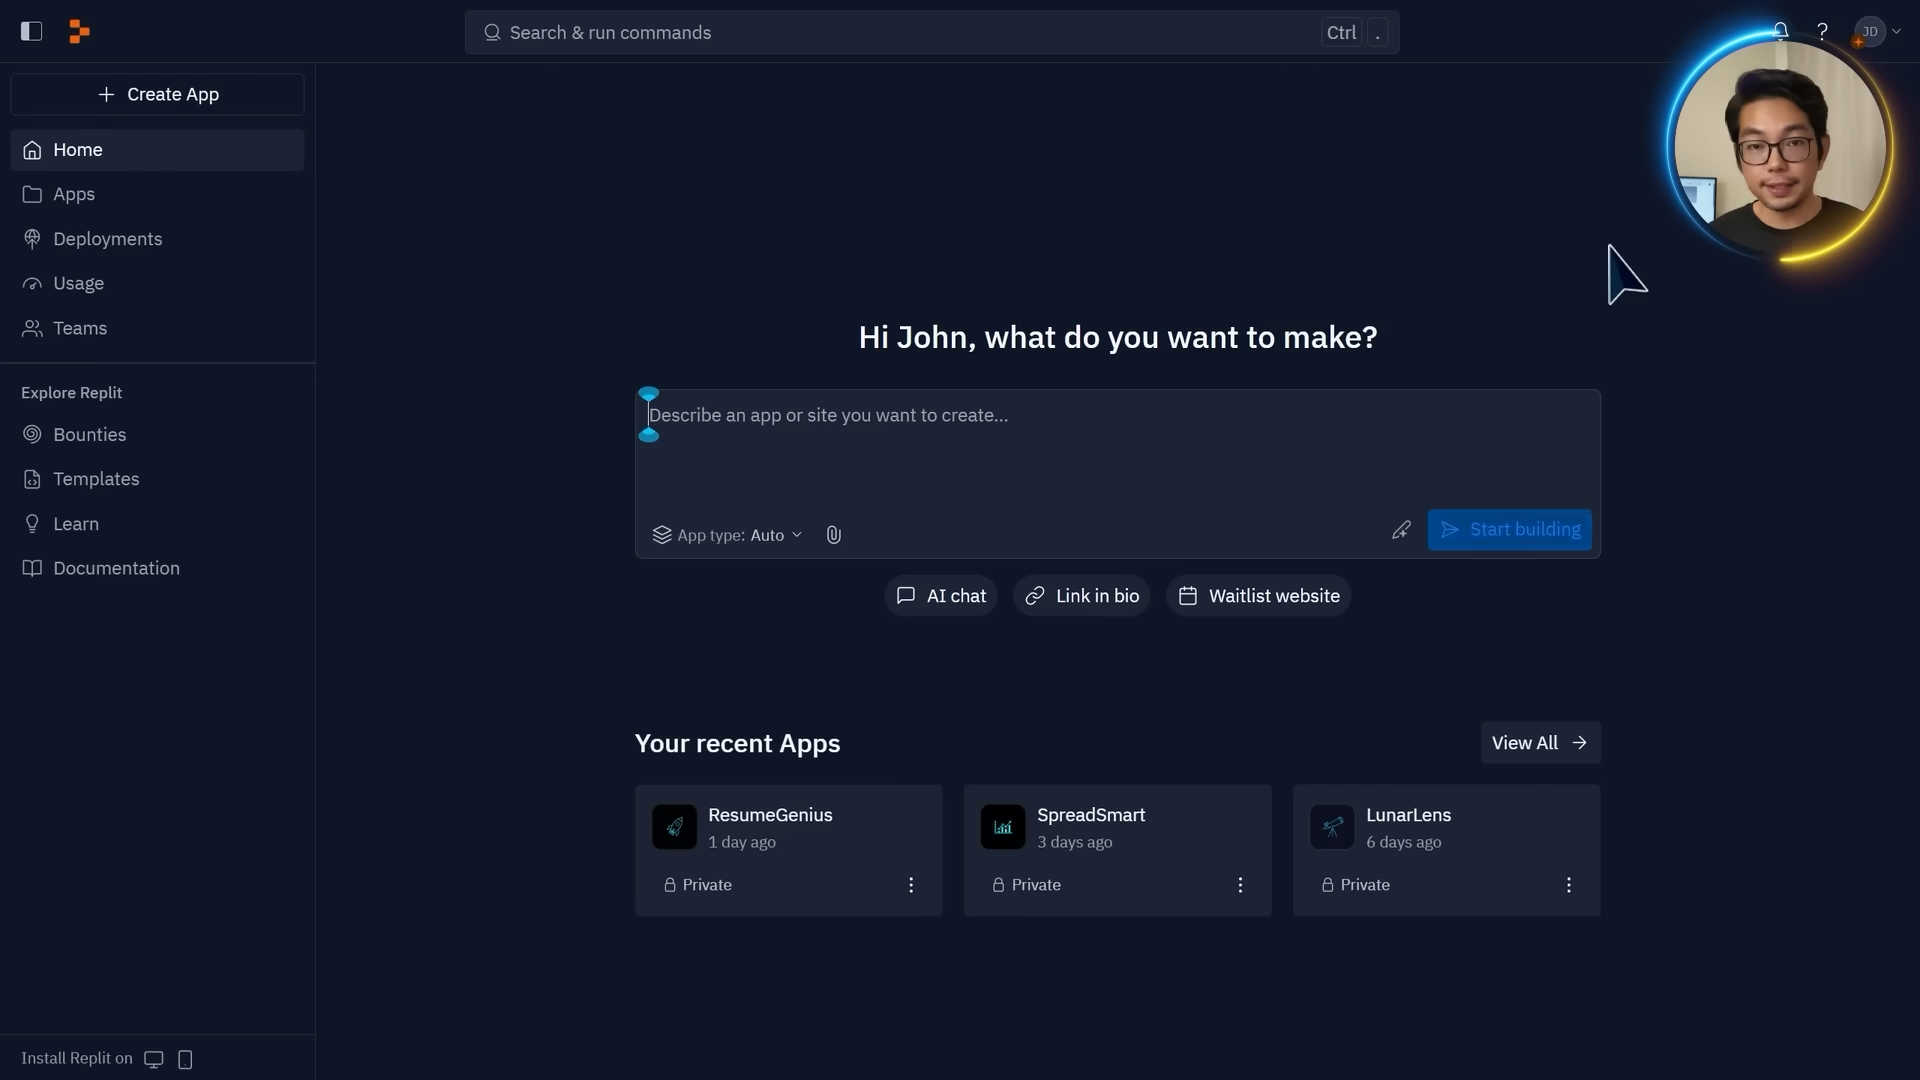 Search & run commands
Ctrl .
JD
Create App
Home
Apps
Deployments
Usage
Teams
Explore Replit
Bounties
Templates
Learn
Documentation
Install Replit on
Hi John, what do you want to make?
Describe an app or site you want to create...
App type: Auto
Start building
AI chat
Link in bio
Waitlist website
Your recent Apps
View All
ResumeGenius
1 day ago
Private
SpreadSmart
3 days ago
Private
LunarLens
6 days ago
Private